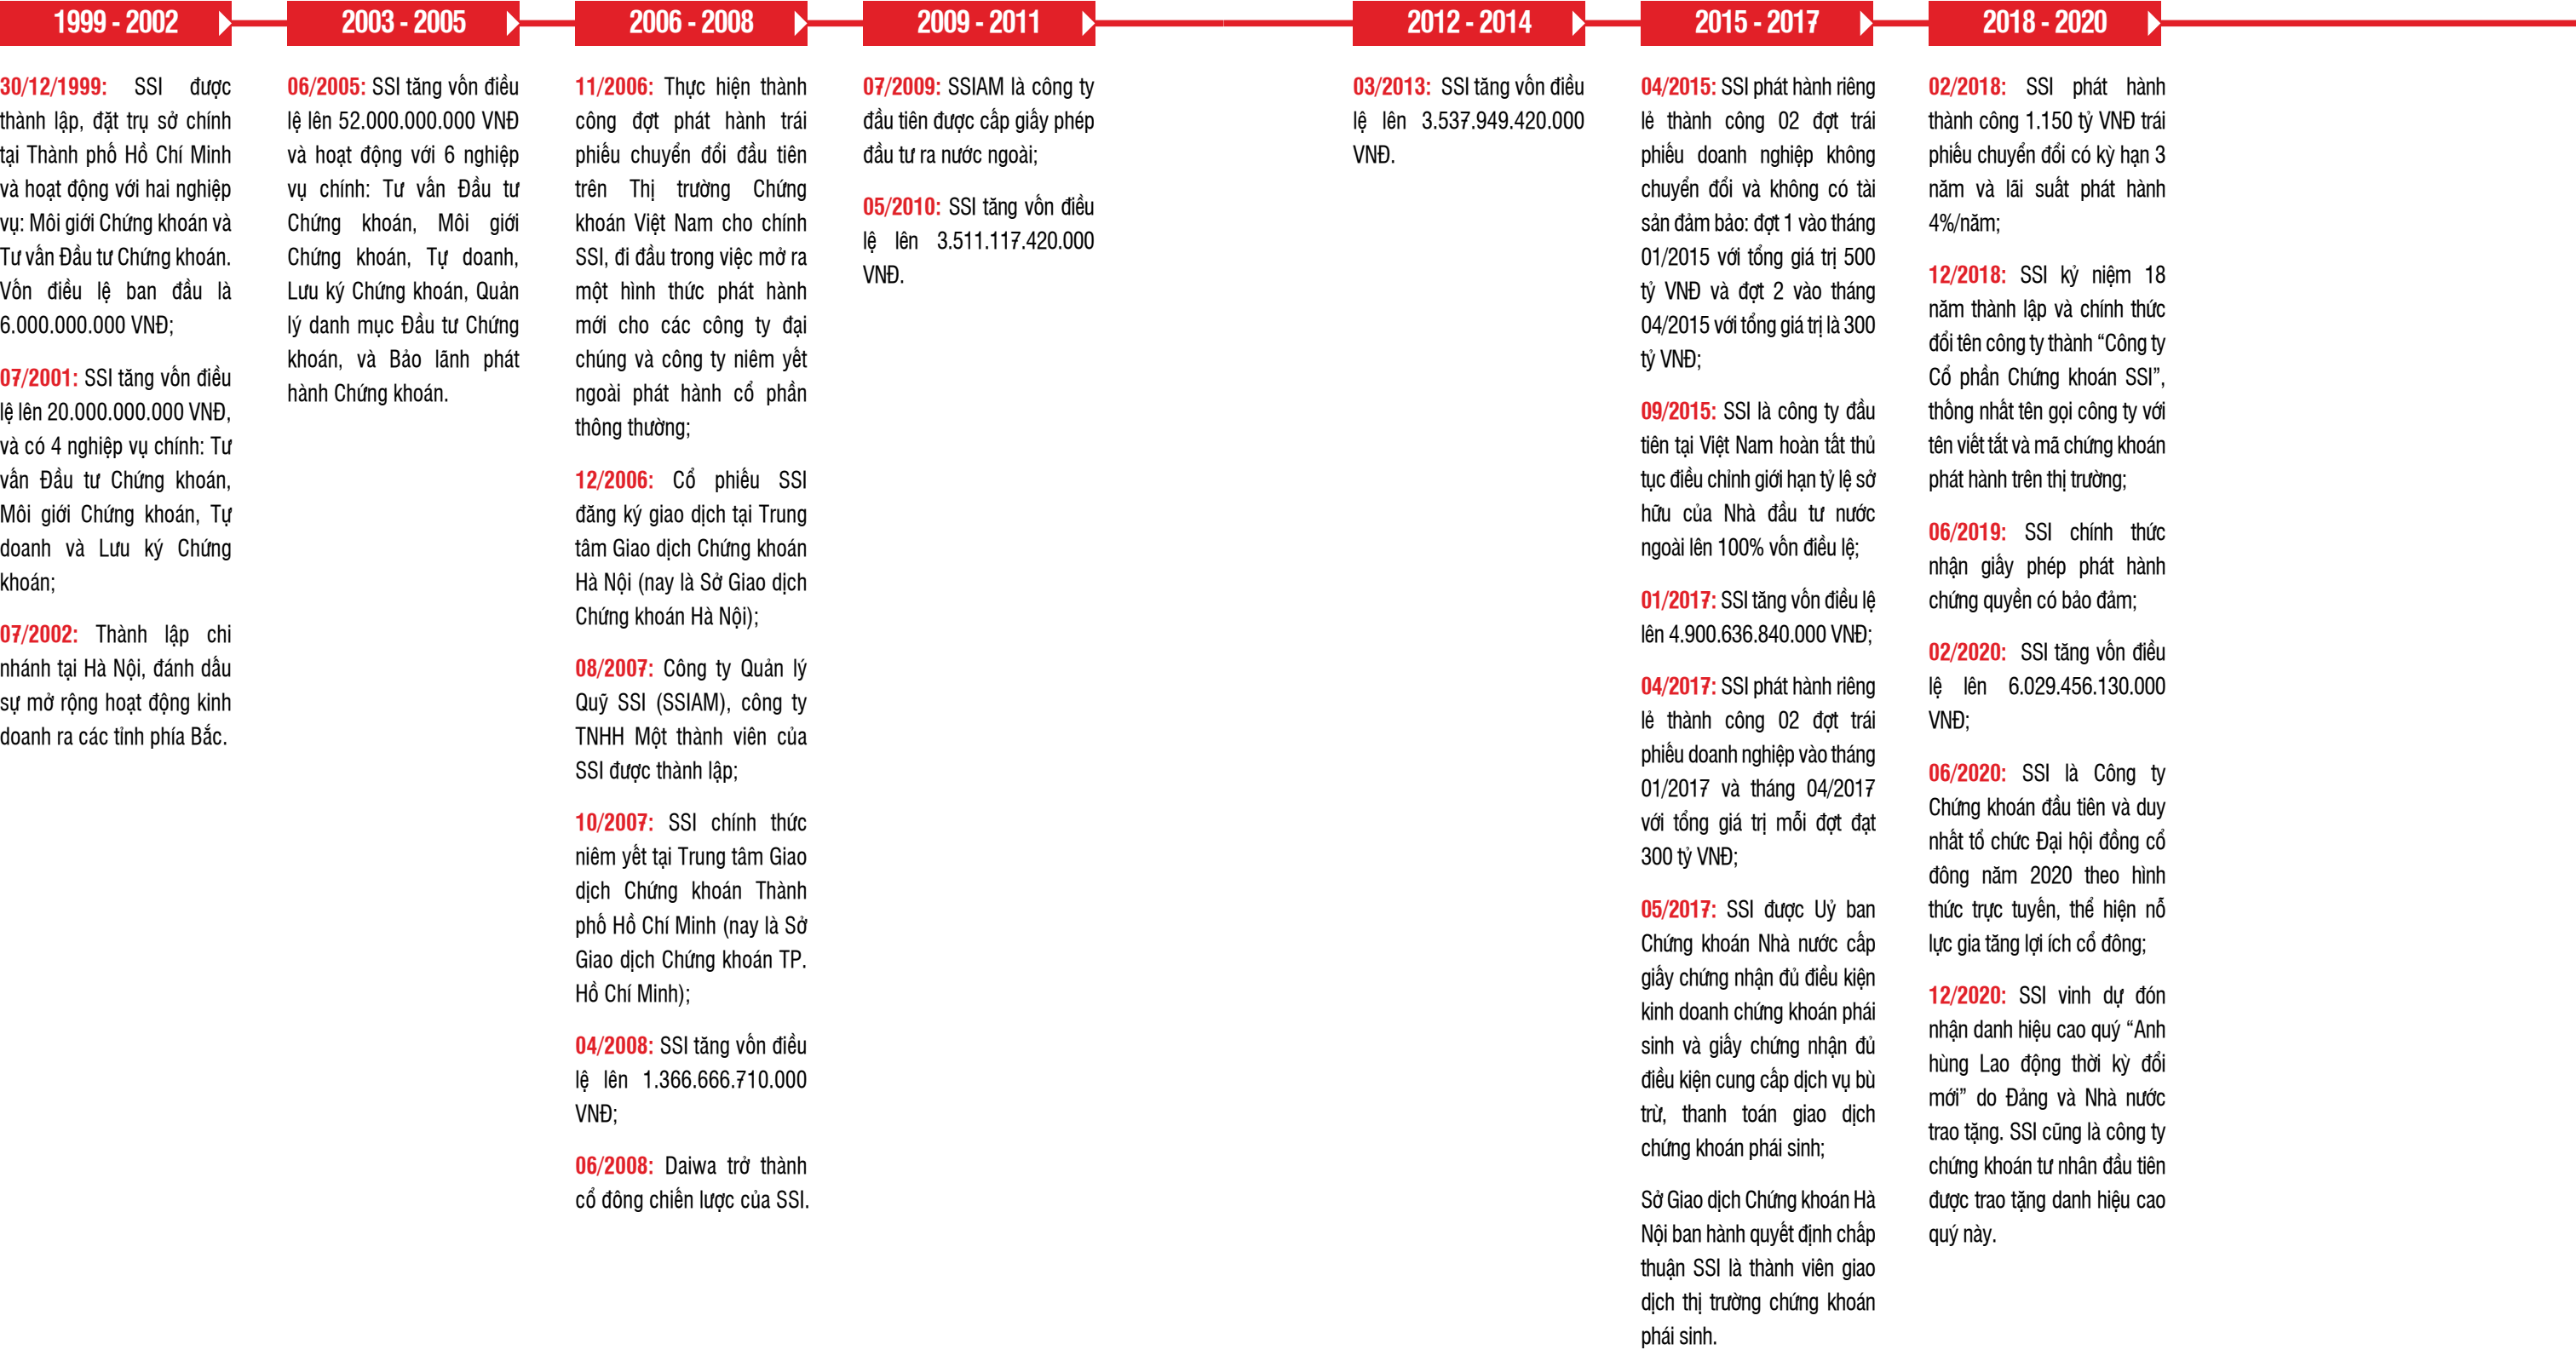 1999 - 2002
30/12/1999: SSI được
thành lập, đặt trụ sở chính
tại Thành phố Hồ Chí Minh
và hoạt động với hai nghiệp
vụ: Môi giới Chứng khoán và
Tư vấn Đầu tư Chứng khoán.
Vốn điều lệ ban đầu là
6.000.000.000 VNĐ;
07/2001: SSI tăng vốn điều
lệ lên 20.000.000.000 VNĐ,
và có 4 nghiệp vụ chính: Tư
vấn Đầu tư Chứng khoán,
Môi giới Chứng khoán, Tự
doanh và Lưu ký Chứng
khoán;
07/2002: Thành lập chi
nhánh tại Hà Nội, đánh dấu
sự mở rộng hoạt động kinh
doanh ra các tỉnh phía Bắc.
2003 - 2005
06/2005: SSI tăng vốn điều
lệ lên 52.000.000.000 VNĐ
và hoạt động với 6 nghiệp
vụ chính: Tư vấn Đầu tư
Chứng khoán, Môi giới
Chứng khoán, Tự doanh,
Lưu ký Chứng khoán, Quản
lý danh mục Đầu tư Chứng
khoán, và Bảo lãnh phát
hành Chứng khoán.
2006 - 2008
11/2006: Thực hiện thành
công đợt phát hành trái
phiếu chuyển đổi đầu tiên
trên Thị trường Chứng
khoán Việt Nam cho chính
SSI, đi đầu trong việc mở ra
một hình thức phát hành
mới cho các công ty đại
chúng và công ty niêm yết
ngoài phát hành cổ phần
thông thường;
12/2006: Cổ phiếu SSI
đăng ký giao dịch tại Trung
tâm Giao dịch Chứng khoán
Hà Nội (nay là Sở Giao dịch
Chứng khoán Hà Nội);
08/2007: Công ty Quản lý
Quỹ SSI (SSIAM), công ty
TNHH Một thành viên của
SSI được thành lập;
10/2007: SSI chính thức
niêm yết tại Trung tâm Giao
dịch Chứng khoán Thành
phố Hồ Chí Minh (nay là Sở
Giao dịch Chứng khoán TP.
Hồ Chí Minh);
04/2008: SSI tăng vốn điều
lệ lên 1.366.666.710.000
VNĐ;
06/2008: Daiwa trở thành
cổ đông chiến lược của SSI.
2009 - 2011
07/2009: SSIAM là công ty
đầu tiên được cấp giấy phép
đầu tư ra nước ngoài;
05/2010: SSI tăng vốn điều
lệ lên 3.511.117.420.000
VNĐ.
2012 - 2014
03/2013: SSI tăng vốn điều
lệ lên 3.537.949.420.000
VNĐ.
2015 - 2017
04/2015: SSI phát hành riêng
lẻ thành công 02 đợt trái
phiếu doanh nghiệp không
chuyển đổi và không có tài
sản đảm bảo: đợt 1 vào tháng
01/2015 với tổng giá trị 500
tỷ VNĐ và đợt 2 vào tháng
04/2015 với tổng giá trị là 300
tỷ VNĐ;
09/2015: SSI là công ty đầu
tiên tại Việt Nam hoàn tất thủ
tục điều chỉnh giới hạn tỷ lệ sở
hữu của Nhà đầu tư nước
ngoài lên 100% vốn điều lệ;
01/2017: SSI tăng vốn điều lệ
lên 4.900.636.840.000 VNĐ;
04/2017: SSI phát hành riêng
lẻ thành công 02 đợt trái
phiếu doanh nghiệp vào tháng
01/2017 và tháng 04/2017
với tổng giá trị mỗi đợt đạt
300 tỷ VNĐ;
05/2017: SSI được Uỷ ban
Chứng khoán Nhà nước cấp
giấy chứng nhận đủ điều kiện
kinh doanh chứng khoán phái
sinh và giấy chứng nhận đủ
điều kiện cung cấp dịch vụ bù
trừ, thanh toán giao dịch
chứng khoán phái sinh;
Sở Giao dịch Chứng khoán Hà
Nội ban hành quyết định chấp
thuận SSI là thành viên giao
dịch thị trường chứng khoán
phái sinh.
2018 - 2020
02/2018: SSI phát hành
thành công 1.150 tỷ VNĐ trái
phiếu chuyển đổi có kỳ hạn 3
năm và lãi suất phát hành
4%/năm;
12/2018: SSI kỷ niệm 18
năm thành lập và chính thức
đổi tên công ty thành “Công ty
Cổ phần Chứng khoán SSI”,
thống nhất tên gọi công ty với
tên viết tắt và mã chứng khoán
phát hành trên thị trường;
06/2019: SSI chính thức
nhận giấy phép phát hành
chứng quyền có bảo đảm;
02/2020: SSI tăng vốn điều
lệ lên 6.029.456.130.000
VNĐ;
06/2020: SSI là Công ty
Chứng khoán đầu tiên và duy
nhất tổ chức Đại hội đồng cổ
đông năm 2020 theo hình
thức trực tuyến, thể hiện nỗ
lực gia tăng lợi ích cổ đông;
12/2020: SSI vinh dự đón
nhận danh hiệu cao quý “Anh
hùng Lao động thời kỳ đổi
mới” do Đảng và Nhà nước
trao tặng. SSI cũng là công ty
chứng khoán tư nhân đầu tiên
được trao tặng danh hiệu cao
quý này.